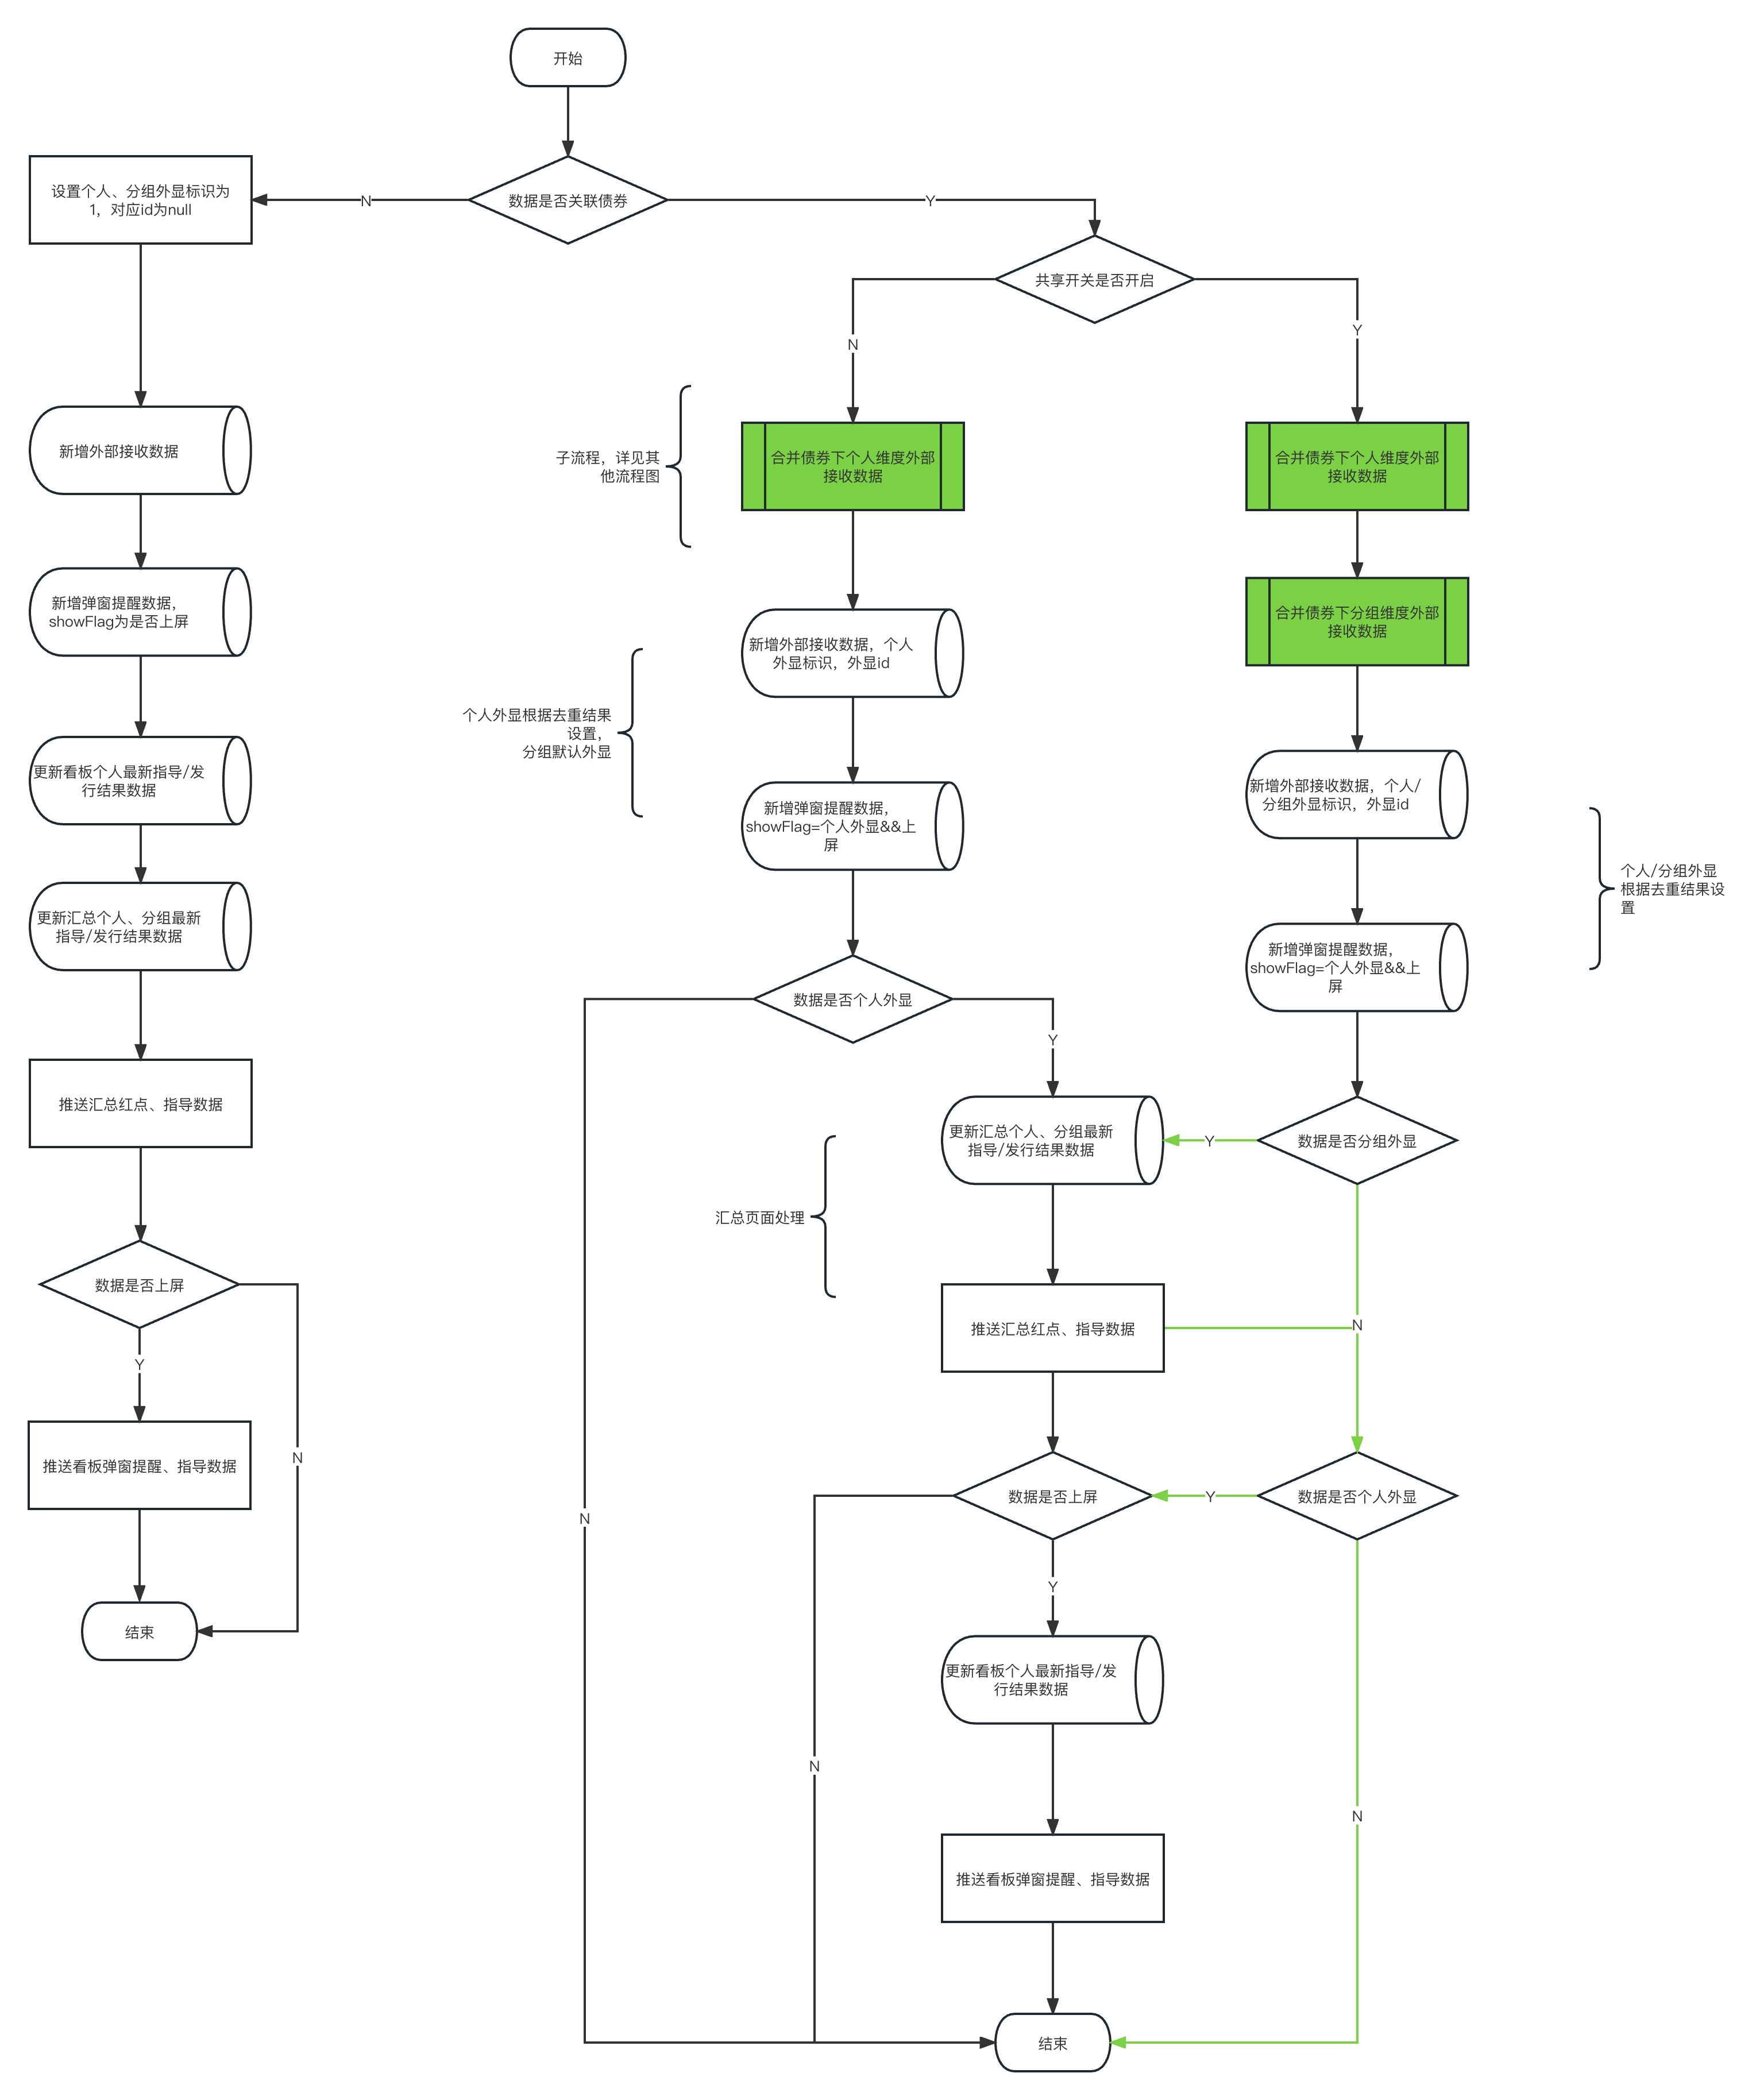 开始
设置个人、分组外显标识为
1，对应id为null
N
数据是否关联债券
Y
共享开关是否开启
N
Y
新增外部接收数据
子流程，详见其
他流程图
合并债券下个人维度外部
接收数据
合并债券下个人维度外部
接收数据
新增弹窗提醒数据，
showFlag为是否上屏
合并债券下分组维度外部
接收数据
新增外部接收数据，个人
外显标识，外显id
个人外显根据去重结果
设置，
分组默认外显
更新看板个人最新指导/发
行结果数据
新增外部接收数据，个人/
分组外显标识，外显id
新增弹窗提醒数据，
showFlag=个人外显&&上
屏
个人/分组外显
根据去重结果设
置
更新汇总个人、分组最新
指导/发行结果数据
新增弹窗提醒数据，
showFlag=个人外显&&上
屏
数据是否个人外显
Y
推送汇总红点、指导数据
更新汇总个人、分组最新
指导/发行结果数据
Y
数据是否分组外显
汇总页面处理
数据是否上屏
推送汇总红点、指导数据
N
Y
推送看板弹窗提醒、指导数据
N
N
数据是否上屏
Y
数据是否个人外显
Y
结束
更新看板个人最新指导/发
行结果数据
N
N
推送看板弹窗提醒、指导数据
结束